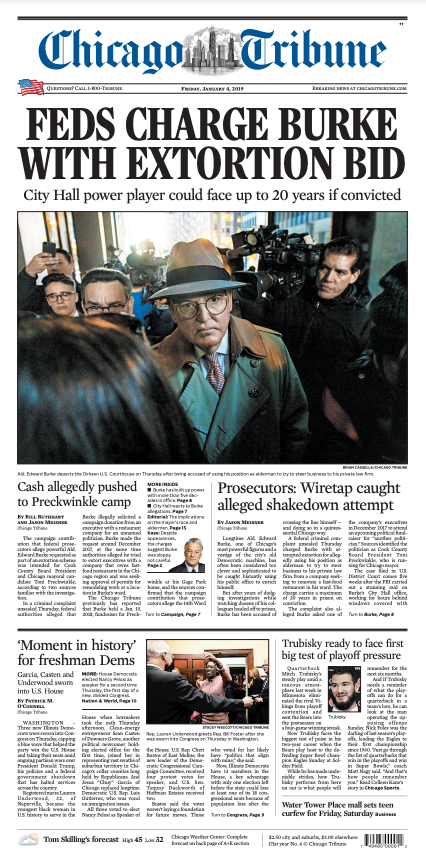 Chicago Tribune
QUESTIONS? CALL 1-800-TRIBUNE
FRIDAY, JANUARY 4, 2019
BREAKING NEWS AT CHICAGOTRIBUNE.COM
FEDS CHARGE BURKE
WITH EXTORTION BID
City Hall power player could face up to 20 years if convicted
BRIAN CASSELLA/CHICAGO TRIBUNE
Ald. Edward Burke departs the Dirksen U.S. Courthouse on Thursday after being accused of using his position as alderman to try to steer business to his private law firm.
Cash allegedly pushed
to Preckwinkle camp
BY BILL RUTHHART
AND JASON MEISNER
Chicago Tribune
The campaign contribution
that federal prosecutors
allege powerful Ald.
Edward Burke requested as
part of an extortion scheme
was intended for Cook
County Board President
and Chicago mayoral candidate
Toni Preckwinkle,
according to two sources
familiar with the investigation.
In a criminal complaint
unsealed Thursday, federal
authorities alleged that
Burke illegally solicited a
campaign donation from an
executive with a restaurant
company for an unnamed
politician. Burke made the
request around December
2017, at the same time
authorities alleged he tried
to extort business from the
company that owns fast-
food restaurants in the Chicago
region and was seeking
approval of permits for
remodeling work of a location
in Burke's ward.
The Chicago Tribune
previously has reported
that Burke held a Jan. 12,
2018, fundraiser for Preckwinkle
at his Gage Park
home, and the sources confirmed
that the campaign
contribution that prosecutors
allege the 14th Ward
Turn to Campaign, Page 7
MORE INSIDE
Burke has built up power
with more than five decades
in office. Page 6
City Hall reacts to Burke
allegations. Page 7
Editorial: The implications
on the mayor's race and
aldermen. Page 15
Kass: Despite
appearances,
the charges
suggest Burke
was sloppy,
not careful.
Page 2
Prosecutors: Wiretap caught
alleged shakedown attempt
BY JASON MEISNER
Chicago Tribune
Longtime Ald. Edward
Burke, one of Chicago's
most powerful figures and a
vestige of the city's old
Democratic machine, has
often been considered too
clever and sophisticated to
be caught blatantly using
his public office to enrich
himself.
But after years of dodging
investigations while
watching dozens of his colleagues
hauled off to prison,
Burke has been accused of
crossing the line himself —
and doing so in a quintessential
Chicago way.
A federal criminal complaint
unsealed Thursday
charged Burke with attempted
extortion for allegedly
using his position as
alderman to try to steer
business to his private law
firm from a company seeking
to renovate a fast-food
restaurant in his ward. The
charge carries a maximum
of 20 years in prison on
conviction.
The complaint also alleged
Burke asked one of
the company's executives
in December 2017 to attend
an upcoming political fundraiser
for "another politician."
Sources identified the
politician as Cook County
Board President Toni
Preckwinkle, who is running
for Chicago mayor.
The case filed in U.S.
District Court comes five
weeks after the FBI carried
out a stunning raid on
Burke's City Hall office,
working for hours behind
windows covered with
Turn to Burke, Page 8
'Moment in history'
for freshman Dems
Garcia, Casten and
Underwood sworn
into U.S. House
BY PATRICK M.
O'CONNELL
Chicago Tribune
WASHINGTON —
Three new Illinois Democrats
were sworn into Congress
on Thursday, capping
a blue wave that helped the
party win the U.S. House
and taking their seats amid
ongoing partisan wars over
President Donald Trump,
his policies and a federal
government shutdown
that has halted services
across the country.
Registered nurse Lauren
Underwood, 32, of
Naperville, became the
youngest black woman in
U.S. history to serve in the
MORE: House Democrats
elected Nancy Pelosi as
speaker for a second time
Thursday, the first day of a
new, divided Congress.
Nation & World, Page 10
House when lawmakers
took the oath Thursday
afternoon. Clean-energy
entrepreneur Sean Casten
of Downers Grove, another
political newcomer holding
elected office for the
first time, joined her in
representing vast swaths of
suburban territory in Chicago's
collar counties long
held by Republicans. And
Jesus "Chuy" Garcia of
Chicago replaced longtime
Democratic U.S. Rep. Luis
Gutierrez, who was vocal
on immigration issues.
All three voted to elect
Nancy Pelosi as Speaker of
STACEY WESCOTT/CHICAGO TRIBUNE
Rep. Lauren Underwood greets Rep. Bill Foster after she
was sworn into Congress on Thursday in Washington.
the House. U.S. Rep. Cheri
Bustos of East Moline, the
new leader of the Democratic
Congressional Campaign
Committee, received
four protest votes for
speaker, and U.S. Sen.
Tammy Duckworth of
Hoffman Estates received
two.
Bustos said the votes
weren't laying a foundation
for future moves. Those
who voted for her likely
have "politics that align
with mine," she said.
Now, Illinois Democrats
have 13 members in the
House, a key advantage
with only one election left
before the state could lose
at least one of its 18 congressional
seats because of
population loss after the
Turn to Congress, Page 9
Trubisky ready to face first
big test of playoff pressure
Quarterback
Mitch Trubisky's
steady play amid a
raucous atmosphere
last week in
Minnesota eliminated
the rival Vikings
from playoff
contention and
sent the Bears into
the postseason on
a four-game winning streak.
Now Trubisky faces the
biggest test of poise in his
two-year career when the
Bears play host to the defending
Super Bowl champion
Eagles Sunday at Soldier
Field.
While he has made undeniable
strides, how Trubisky
performs from here
on out is what people will
Trubisky
remember for the
next six months.
And if Trubisky
needs a reminder
of what the playoffs
can do for a
quarterback in a
team's lore, he can
look at the man
operating the opposing
offense
Sunday. Nick Foles was the
darling of last season's playoffs,
leading the Eagles to
their first championship
since 1960. "You go through
the list of quarterbacks that
win in the playoffs and win
in Super Bowls," coach
Matt Nagy said. "And that's
how people remember
you." Read Colleen Kane's
story in Chicago Sports.
Water Tower Place mall sets teen
curfew for Friday, Saturday Business
Tom Skilling's forecast High 45 Low 32
Chicago Weather Center: Complete
forecast on back page of A+E section
$2.50 city and suburbs, $3.00 elsewhere
171st year No. 4 © Chicago Tribune